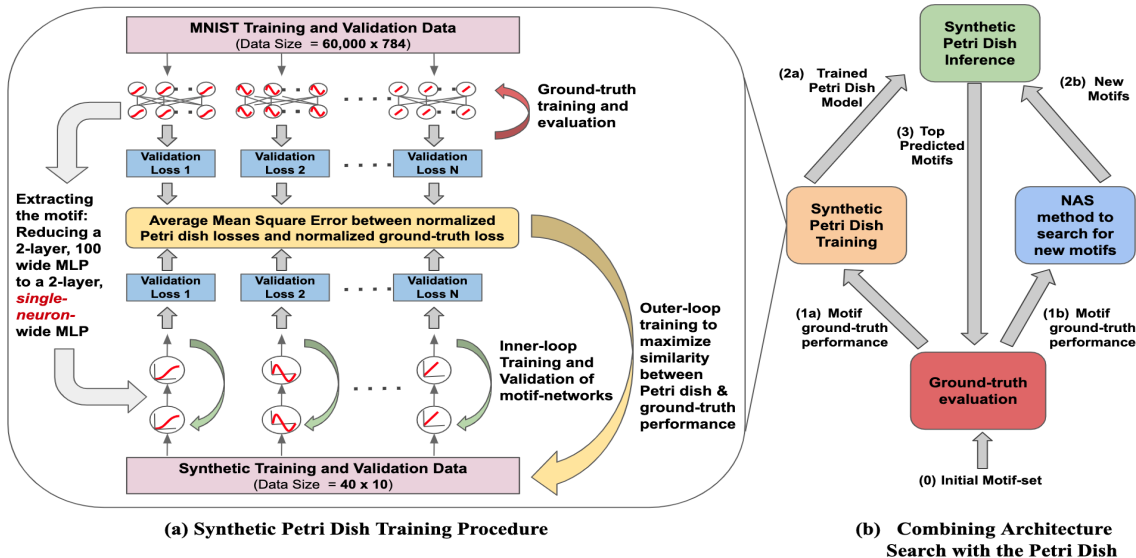 MNIST Training and Validation Data
(Data Size = 60,000 x 784)
Ground-truth
training and
evaluation
Validation
Loss 1
Validation
Loss 2
Validation
Loss N
Extracting
the motif:
Reducing a
2-layer, 100
wide MLP
to a 2-layer,
single-
neuron-
wide MLP
Average Mean Square Error between normalized
Petri dish losses and normalized ground-truth loss
Validation
Loss 1
Validation
Loss 2
Validation
Loss N
Inner-loop
Training and
Validation of
motif-networks
Outer-loop
training to
maximize
similarity
between
Petri dish &
ground-truth
performance
Synthetic Training and Validation Data
(Data Size = 40 x 10)
(a) Synthetic Petri Dish Training Procedure
Synthetic
Petri Dish
Inference
(2a) Trained
Petri Dish
Model
(2b) New
Motifs
(3) Top
Predicted
Motifs
Synthetic
Petri Dish
Training
NAS
method to
search for
new motifs
(1a) Motif
ground-truth
performance
(1b) Motif
ground-truth
performance
Ground-truth
evaluation
(0) Initial Motif-set
(b) Combining Architecture
Search with the Petri Dish